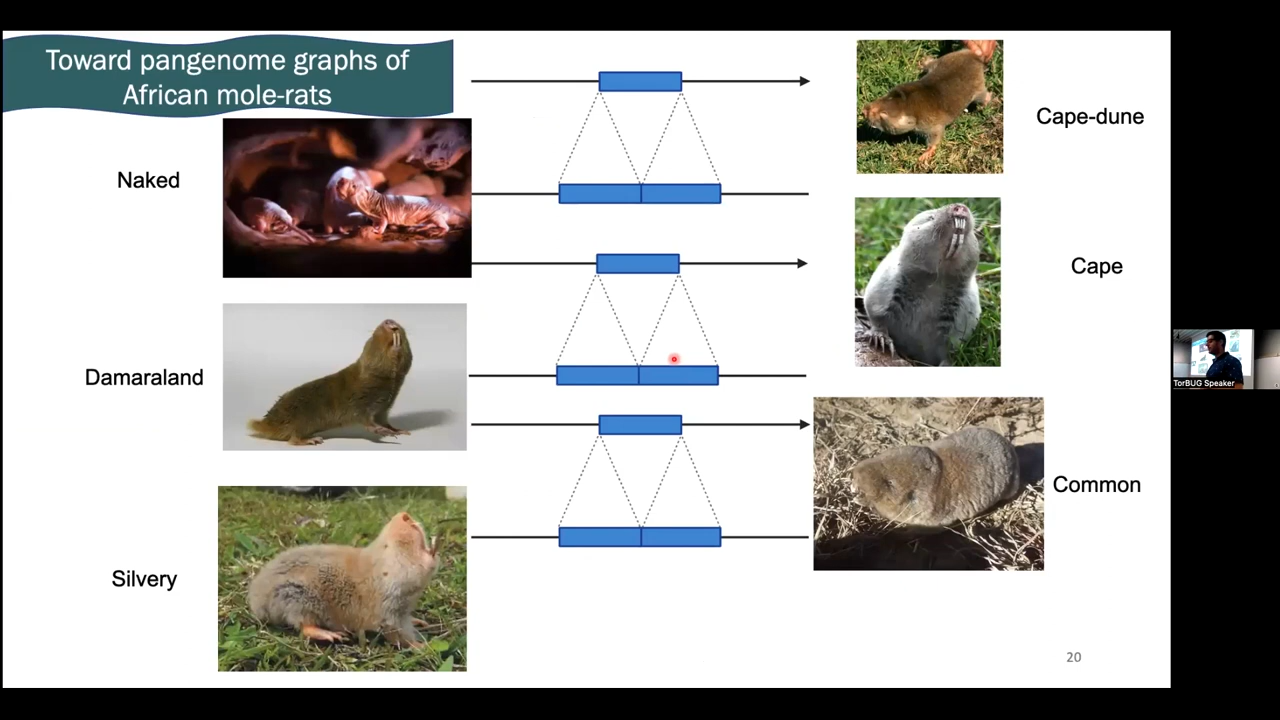 Toward pangenome graphs of
African mole-rats
Naked
Damaraland
Silvery
Cape-dune
Cape
Common
20
TorBUG Speaker